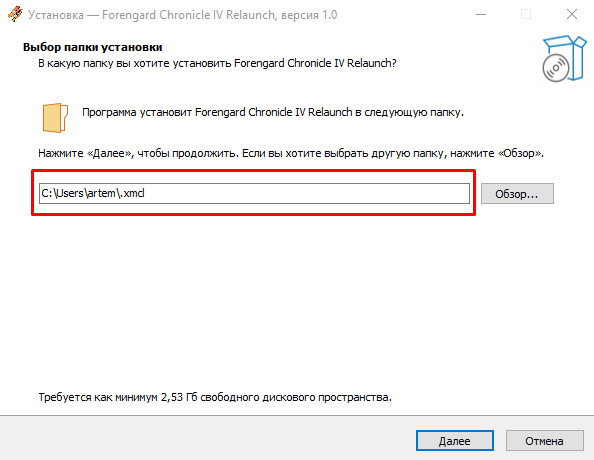 Установка — Forengard Chronicle IV Relaunch, версия 1.0
Выбор папки установки
В какую папку вы хотите установить Forengard Chronicle IV Relaunch?
Программа установит Forengard Chronicle IV Relaunch в следующую папку.
Нажмите «Далее», чтобы продолжить. Если вы хотите выбрать другую папку, нажмите «Обзор».
C:\Users\artem\.xmcl
Обзор...
Требуется как минимум 2,53 Гб свободного дискового пространства.
Далее
Отмена